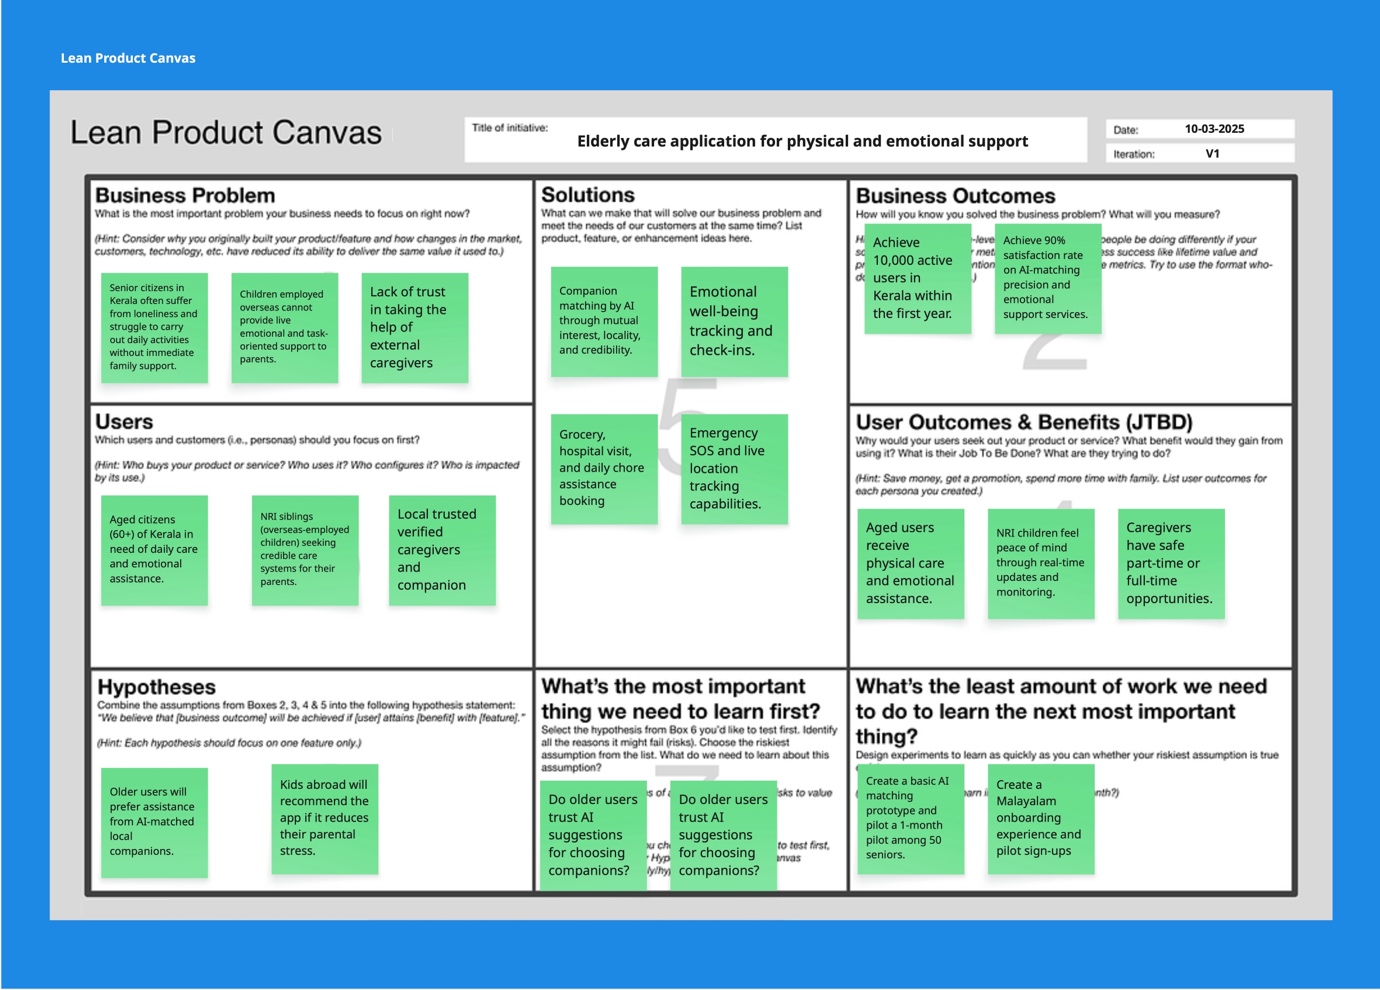 Lean Product Canvas
Lean Product Canvas
Title of initiative:
Elderly care application for physical and emotional support
Date:
10-03-2025
Iteration:
V1
Business Problem
What is the most important problem your business needs to focus on right now?
(Hint: Consider why you originally built your product/feature and how changes in the market,
customers, technology, etc. have reduced its ability to deliver the same value it used to.)
Senior citizens in
Kerala often suffer
from loneliness and
struggle to carry
out daily activities
without immediate
family support.
Children employed
overseas cannot
provide live
emotional and task-
oriented support to
parents.
Lack of trust
in taking the
help of
external
caregivers
Users
Which users and customers (i.e., personas) should you focus on first?
(Hint: Who buys your product or service? Who uses it? Who configures it? Who is impacted
by its use.)
Aged citizens
(60+) of Kerala in
need of daily care
and emotional
assistance.
NRI siblings
(overseas-employed
children) seeking
credible care
systems for their
parents.
Local trusted
verified
caregivers
and
companion
Hypotheses
Combine the assumptions from Boxes 2, 3, 4 & 5 into the following hypothesis statement:
“We believe that [business outcome] will be achieved if [user] attains [benefit] with [feature].”
(Hint: Each hypothesis should focus on one feature only.)
Older users will
prefer assistance
from AI-matched
local
companions.
Kids abroad will
recommend the
app if it reduces
their parental
stress.
Solutions
What can we make that will solve our business problem and
meet the needs of our customers at the same time? List
product, feature, or enhancement ideas here.
5
Companion
matching by AI
through mutual
interest, locality,
and credibility.
Emotional
well-being
tracking and
check-ins.
Grocery,
hospital visit,
and daily chore
assistance
booking
Emergency
SOS and live
location
tracking
capabilities.
What’s the most important
thing we need to learn first?
Select the hypothesis from Box 6 you’d like to test first. Identify
all the reasons it might fail (risks). Choose the riskiest
assumption from the list. What do we need to learn about this
assumption?
to value
to test first,
Do older users
trust AI
suggestions
for choosing
companions?
Do older users
trust AI
suggestions
for choosing
companions?
Business Outcomes
How will you know you solved the business problem? What will you measure?
people be doing differently if your
success like lifetime value and
metrics. Try to use the format who-
2
Achieve
10,000 active
users in
Kerala within
the first year.
Achieve 90%
satisfaction rate
on AI-matching
precision and
emotional
support services.
User Outcomes & Benefits (JTBD)
Why would your users seek out your product or service? What benefit would they gain from
using it? What is their Job To Be Done? What are they trying to do?
(Hint: Save money, get a promotion, spend more time with family. List user outcomes for
each persona you created.)
Aged users
receive
physical care
and emotional
assistance.
NRI children feel
peace of mind
through real-time
updates and
monitoring.
Caregivers
have safe
part-time or
full-time
opportunities.
What’s the least amount of work we need
to do to learn the next most important
thing?
Design experiments to learn as quickly as you can whether your riskiest assumption is true
Create a basic AI
matching
prototype and
pilot a 1-month
pilot among 50
seniors.
Create a
Malayalam
onboarding
experience and
pilot sign-ups